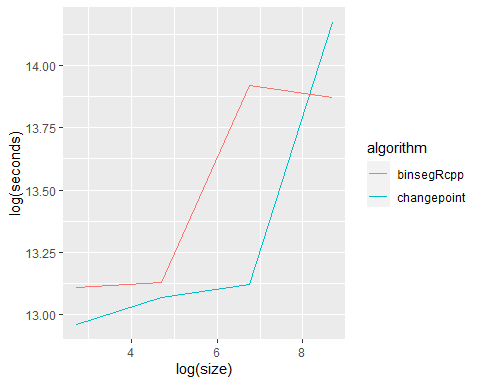 14.00
13.75
13.50
13.25
13.00
log(seconds)
4
6
8
log(size)
algorithm
binsegRcpp
changepoint